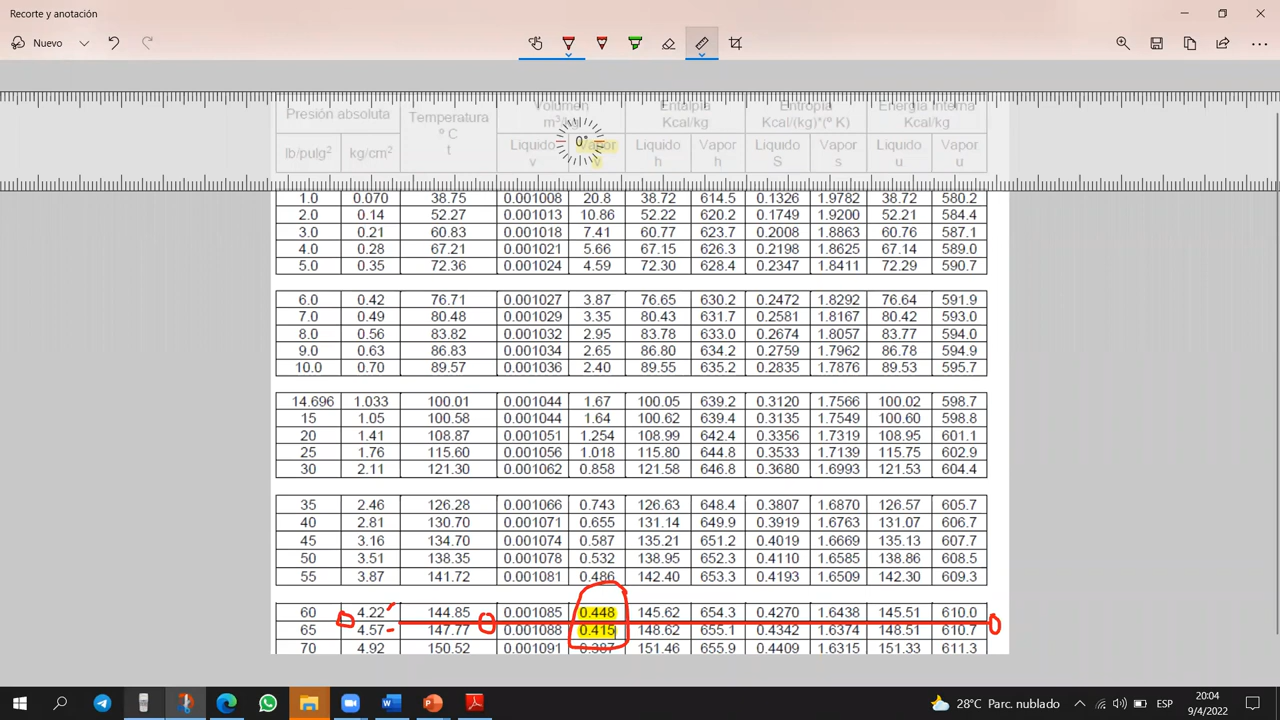 Recorte y anotación
Nuevo
Presión absoluta Temperatura º C t Volumen m³/kg Entalpía Kcal/kg Entropía Kcal/(kg)*(º K) Energía Interna Kcal/kg
lb/pulg² kg/cm² Líquido v Vapor v Líquido h Vapor h Líquido S Vapor s Líquido u Vapor u
0°
1.0 0.070 38.75 0.001008 20.8 38.72 614.5 0.1326 1.9782 38.72 580.2
2.0 0.14 52.27 0.001013 10.86 52.22 620.2 0.1749 1.9200 52.21 584.4
3.0 0.21 60.83 0.001018 7.41 60.77 623.7 0.2008 1.8863 60.76 587.1
4.0 0.28 67.21 0.001021 5.66 67.15 626.3 0.2198 1.8625 67.14 589.0
5.0 0.35 72.36 0.001024 4.59 72.30 628.4 0.2347 1.8411 72.29 590.7
6.0 0.42 76.71 0.001027 3.87 76.65 630.2 0.2472 1.8292 76.64 591.9
7.0 0.49 80.48 0.001029 3.35 80.43 631.7 0.2581 1.8167 80.42 593.0
8.0 0.56 83.82 0.001032 2.95 83.78 633.0 0.2674 1.8057 83.77 594.0
9.0 0.63 86.83 0.001034 2.65 86.80 634.2 0.2759 1.7962 86.78 594.9
10.0 0.70 89.57 0.001036 2.40 89.55 635.2 0.2835 1.7876 89.53 595.7
14.696 1.033 100.01 0.001044 1.67 100.05 639.2 0.3120 1.7566 100.02 598.7
15 1.05 100.58 0.001044 1.64 100.62 639.4 0.3135 1.7549 100.60 598.8
20 1.41 108.87 0.001051 1.254 108.99 642.4 0.3356 1.7319 108.95 601.1
25 1.76 115.60 0.001056 1.018 115.80 644.8 0.3533 1.7139 115.75 602.9
30 2.11 121.30 0.001062 0.858 121.58 646.8 0.3680 1.6993 121.53 604.4
35 2.46 126.28 0.001066 0.743 126.63 648.4 0.3807 1.6870 126.57 605.7
40 2.81 130.70 0.001071 0.655 131.14 649.9 0.3919 1.6763 131.07 606.7
45 3.16 134.70 0.001074 0.587 135.21 651.2 0.4019 1.6669 135.13 607.7
50 3.51 138.35 0.001078 0.532 138.95 652.3 0.4110 1.6585 138.86 608.5
55 3.87 141.72 0.001081 0.486 142.40 653.3 0.4193 1.6509 142.30 609.3
60 4.22 144.85 0.001085 0.448 145.62 654.3 0.4270 1.6438 145.51 610.0
65 4.57 147.77 0.001088 0.415 148.62 655.1 0.4342 1.6374 148.51 610.7
70 4.92 150.52 0.001091 0.387 151.46 655.9 0.4409 1.6315 151.33 611.3
28°C Parc. nublado ESP 20:04
9/4/2022